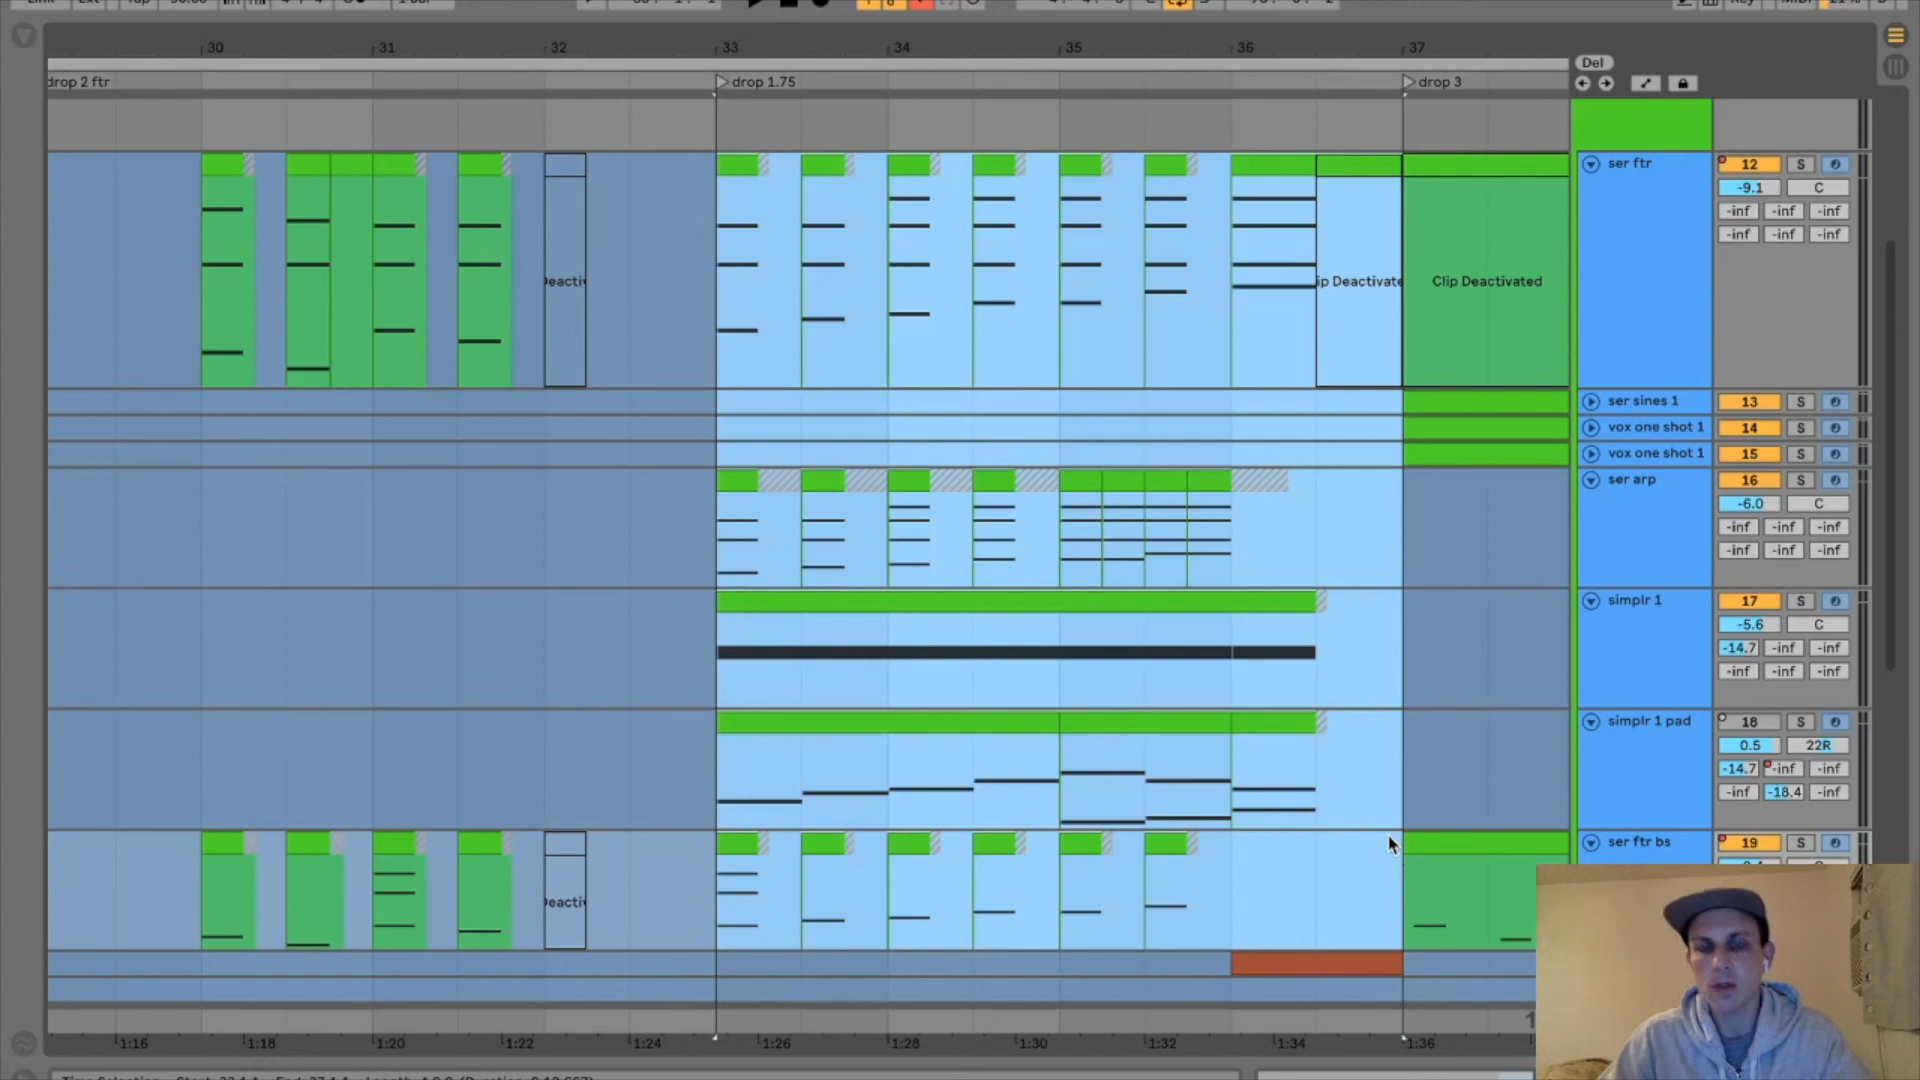 30 31 32 33 34 35 36 37
Del
drop 2 ftr drop 1.75 drop 3
ser ftr 12 S
-9.1 C
-inf -inf -inf
-inf -inf -inf
Clip Deactivated
ser sines 1 13 S
vox one shot 1 14 S
vox one shot 1 15 S
ser arp 16 S
-6.0 C
-inf -inf -inf
-inf -inf -inf
simplr 1 17 S
-5.6 C
-14.7 -inf -inf
-inf -inf -inf
simplr 1 pad 18 S
0.5 22R
-14.7 -inf -inf
-inf -18.4 -inf
ser ftr bs 19 S
1:16 1:18 1:20 1:22 1:24 1:26 1:28 1:30 1:32 1:34 1:36